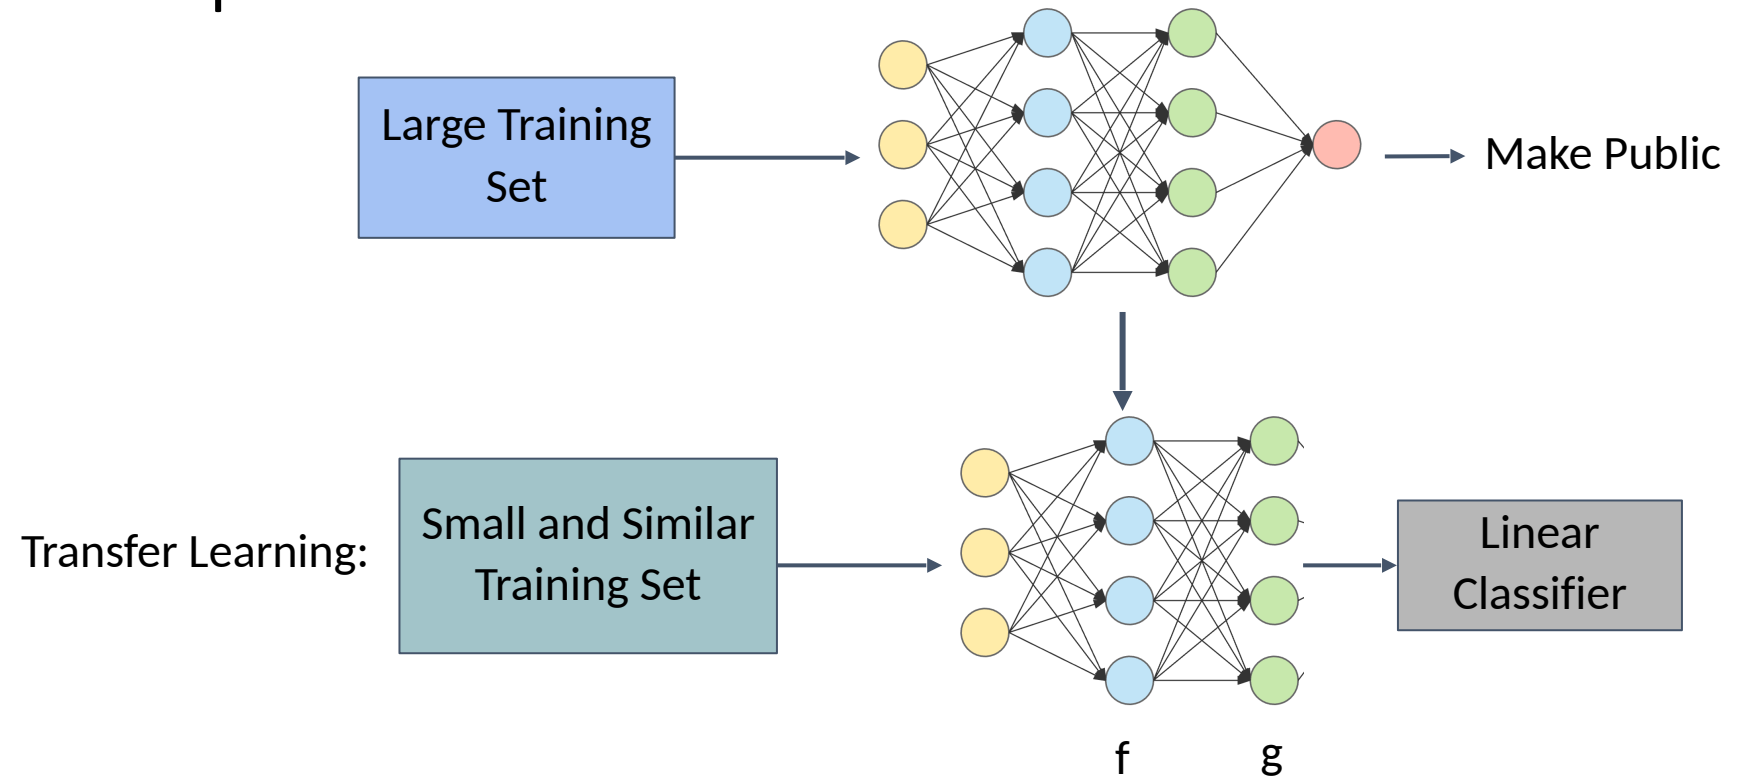 Large Training
Set
Make Public
Transfer Learning:
Small and Similar
Training Set
Linear
Classifier
f
g